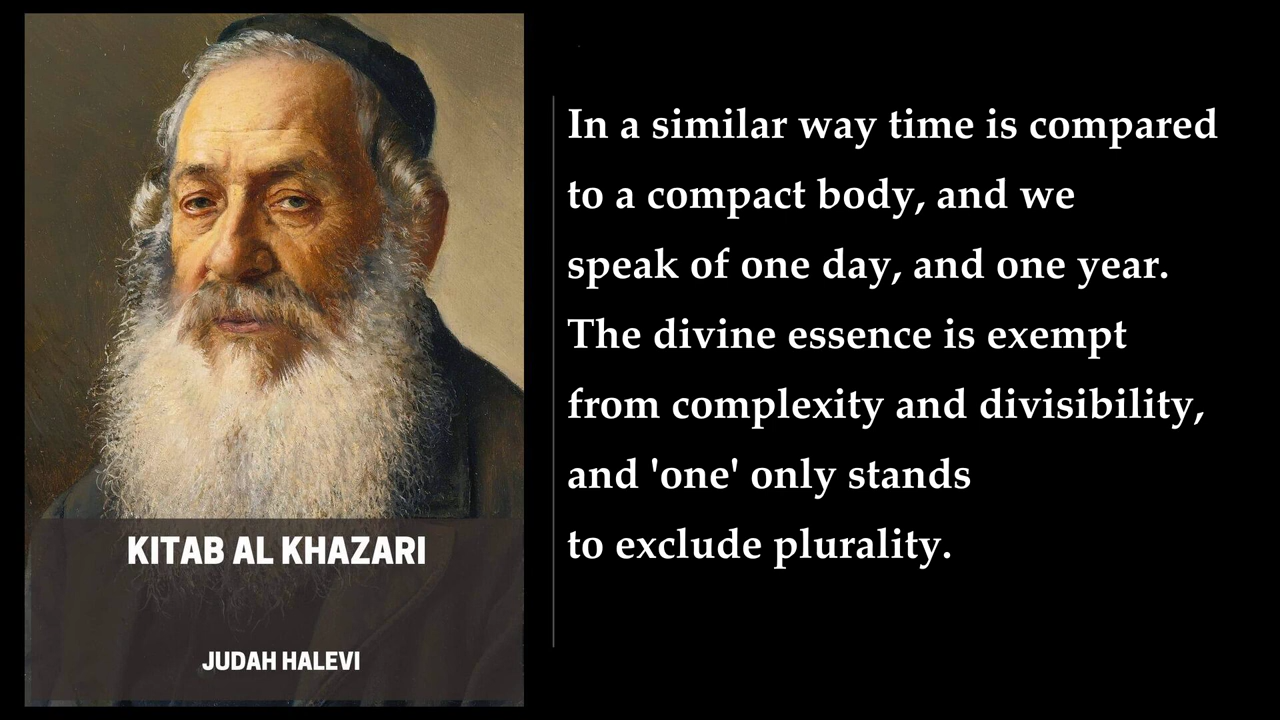 KITAB AL KHAZARI
JUDAH HALEVI
In a similar way time is compared
to a compact body, and we
speak of one day, and one year.
The divine essence is exempt
from complexity and divisibility,
and 'one' only stands
to exclude plurality.